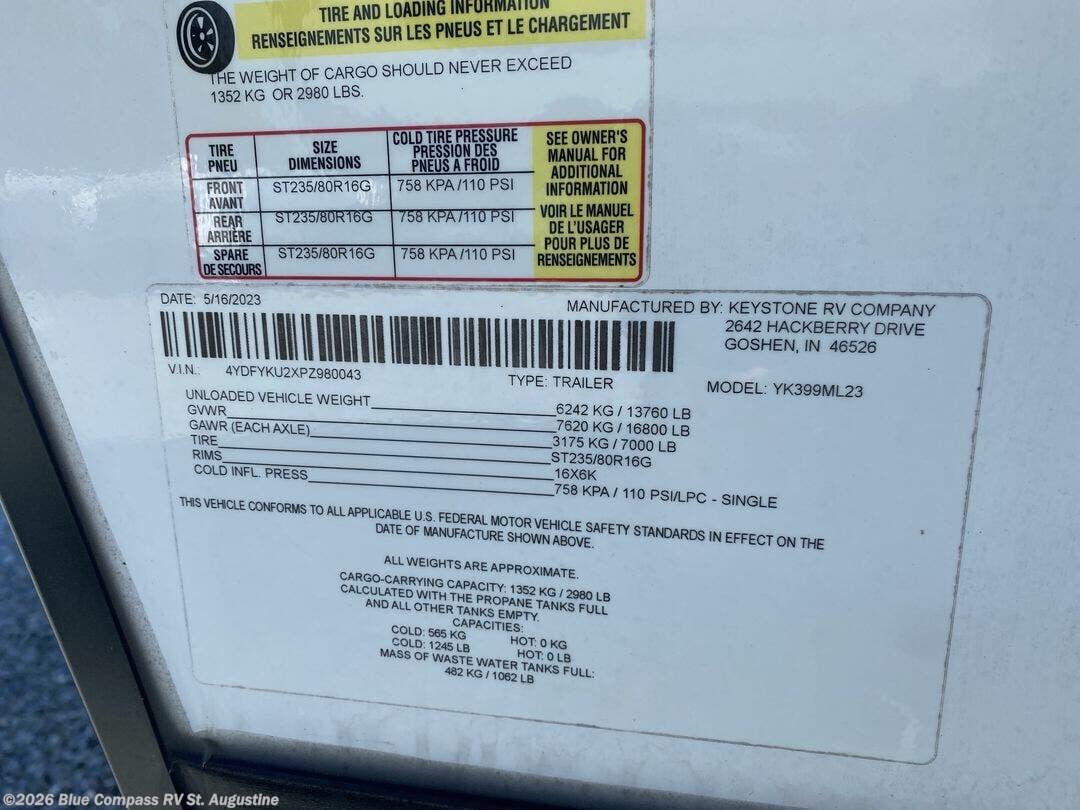 TIRE AND LOADING INFORMATION
RENSEIGNEMENTS SUR LES PNEUS ET LE CHARGEMENT
THE WEIGHT OF CARGO SHOULD NEVER EXCEED
1352 KG OR 2980 LBS.
TIRE PNEU SIZE DIMENSIONS COLD TIRE PRESSURE PRESSION DES PNEUS A FROID
FRONT AVANT ST235/80R16G 758 KPA /110 PSI
REAR ARRIÈRE ST235/80R16G 758 KPA /110 PSI
SPARE DE SECOURS ST235/80R16G 758 KPA /110 PSI
SEE OWNER'S
MANUAL FOR
ADDITIONAL
INFORMATION
VOIR LE MANUEL
DE L'USAGER
POUR PLUS DE
RENSEIGNEMENTS
DATE: 5/16/2023
MANUFACTURED BY: KEYSTONE RV COMPANY
2642 HACKBERRY DRIVE
GOSHEN, IN 46526
V.I.N.: 4YDFYKU2XPZ980043
TYPE: TRAILER
MODEL: YK399ML23
UNLOADED VEHICLE WEIGHT 6242 KG / 13760 LB
GVWR 7620 KG / 16800 LB
GAWR (EACH AXLE) 3175 KG / 7000 LB
TIRE ST235/80R16G
RIMS 16X6K
COLD INFL. PRESS 758 KPA / 110 PSI/LPC - SINGLE
THIS VEHICLE CONFORMS TO ALL APPLICABLE U.S. FEDERAL MOTOR VEHICLE SAFETY STANDARDS IN EFFECT ON THE
DATE OF MANUFACTURE SHOWN ABOVE.
ALL WEIGHTS ARE APPROXIMATE.
CARGO-CARRYING CAPACITY: 1352 KG / 2980 LB
CALCULATED WITH THE PROPANE TANKS FULL
AND ALL OTHER TANKS EMPTY.
CAPACITIES:
COLD: 565 KG HOT: 0 KG
COLD: 1245 LB HOT: 0 LB
MASS OF WASTE WATER TANKS FULL:
482 KG / 1062 LB
©2026 Blue Compass RV St. Augustine